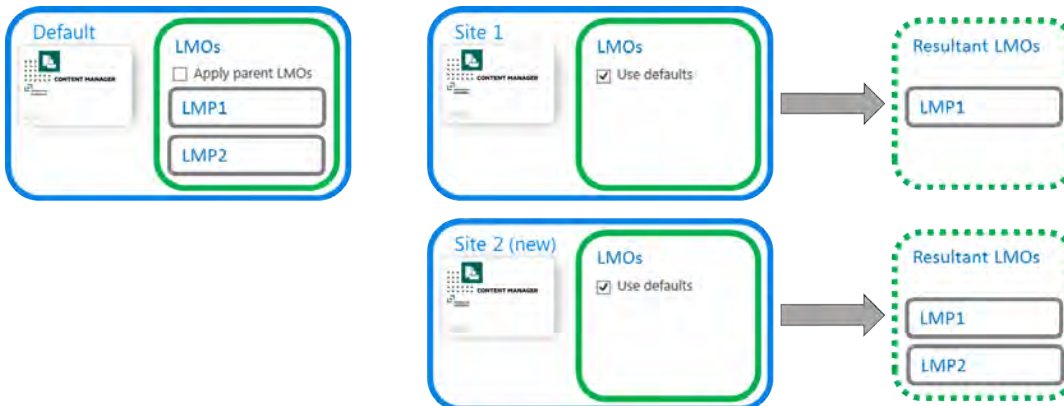 Default
CONTENT MANAGER
LMOs
Apply parent LMOs
LMP1
LMP2
Site 1
CONTENT MANAGER
LMOs
Use defaults
Resultant LMOs
LMP1
Site 2 (new)
CONTENT MANAGER
LMOs
Use defaults
Resultant LMOs
LMP1
LMP2